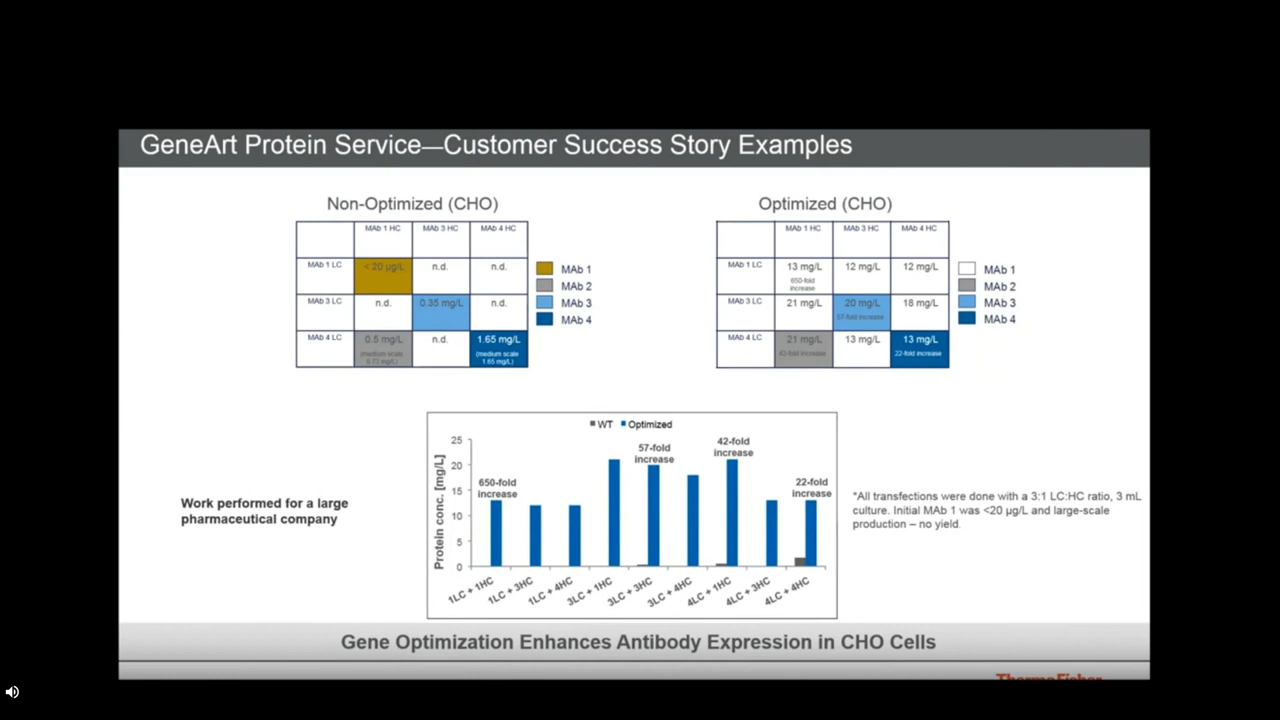 GeneArt Protein Service—Customer Success Story Examples
Non-Optimized (CHO)
MAb 1 HC MAb 3 HC MAb 4 HC
MAb 1 LC < 20 µg/L n.d. n.d.
MAb 3 LC n.d. 0.35 mg/L n.d.
MAb 4 LC 0.5 mg/L n.d. 1.65 mg/L
(medium scale (medium scale
1.65 mg/L)
MAb 1
MAb 2
MAb 3
MAb 4
Optimized (CHO)
MAb 1 HC MAb 3 HC MAb 4 HC
MAb 1 LC 13 mg/L 12 mg/L 12 mg/L
650-fold
increase
MAb 3 LC 21 mg/L 20 mg/L 18 mg/L
57-fold increase
MAb 4 LC 21 mg/L 13 mg/L 13 mg/L
42-fold increase 22-fold increase
MAb 1
MAb 2
MAb 3
MAb 4
WT Optimized
Protein conc. [mg/L]
25
20
15
10
5
0
650-fold
increase
57-fold
increase
42-fold
increase
22-fold
increase
1LC + 1HC
1LC + 3HC
1LC + 4HC
3LC + 1HC
3LC + 3HC
3LC + 4HC
4LC + 1HC
4LC + 3HC
4LC + 4HC
Work performed for a large
pharmaceutical company
*All transfections were done with a 3:1 LC:HC ratio, 3 mL
culture. Initial MAb 1 was <20 µg/L and large-scale
production – no yield.
Gene Optimization Enhances Antibody Expression in CHO Cells
ThermoFisher